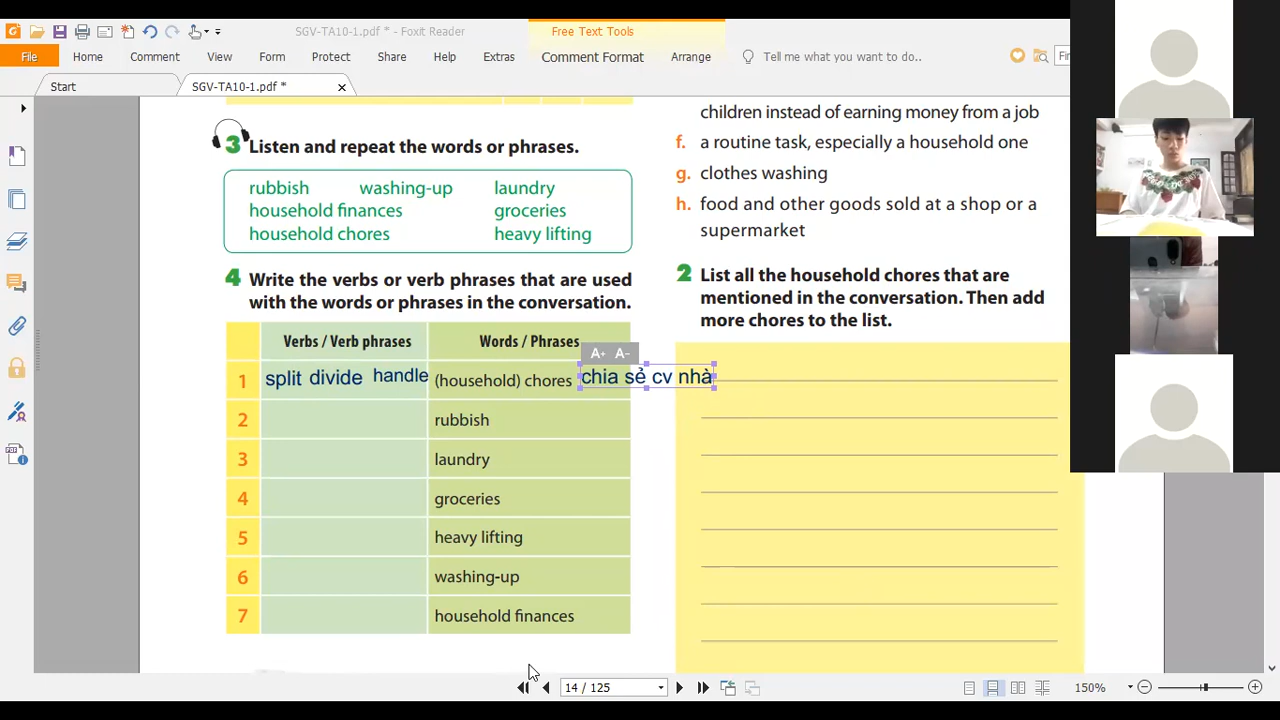 SGV-TA10-1.pdf * - Foxit Reader
Free Text Tools
File
Home
Comment
View
Form
Protect
Share
Help
Extras
Comment Format
Arrange
Tell me what you want to do..
Start
SGV-TA10-1.pdf *
3 Listen and repeat the words or phrases.
rubbish washing-up laundry
household finances groceries
household chores heavy lifting
4 Write the verbs or verb phrases that are used
with the words or phrases in the conversation.
Verbs / Verb phrases Words / Phrases
A+ A-
1 split divide handle (household) chores chia sẻ cv nhà
2 rubbish
3 laundry
4 groceries
5 heavy lifting
6 washing-up
7 household finances
children instead of earning money from a job
f. a routine task, especially a household one
g. clothes washing
h. food and other goods sold at a shop or a
supermarket
2 List all the household chores that are
mentioned in the conversation. Then add
more chores to the list.
14 / 125
150%